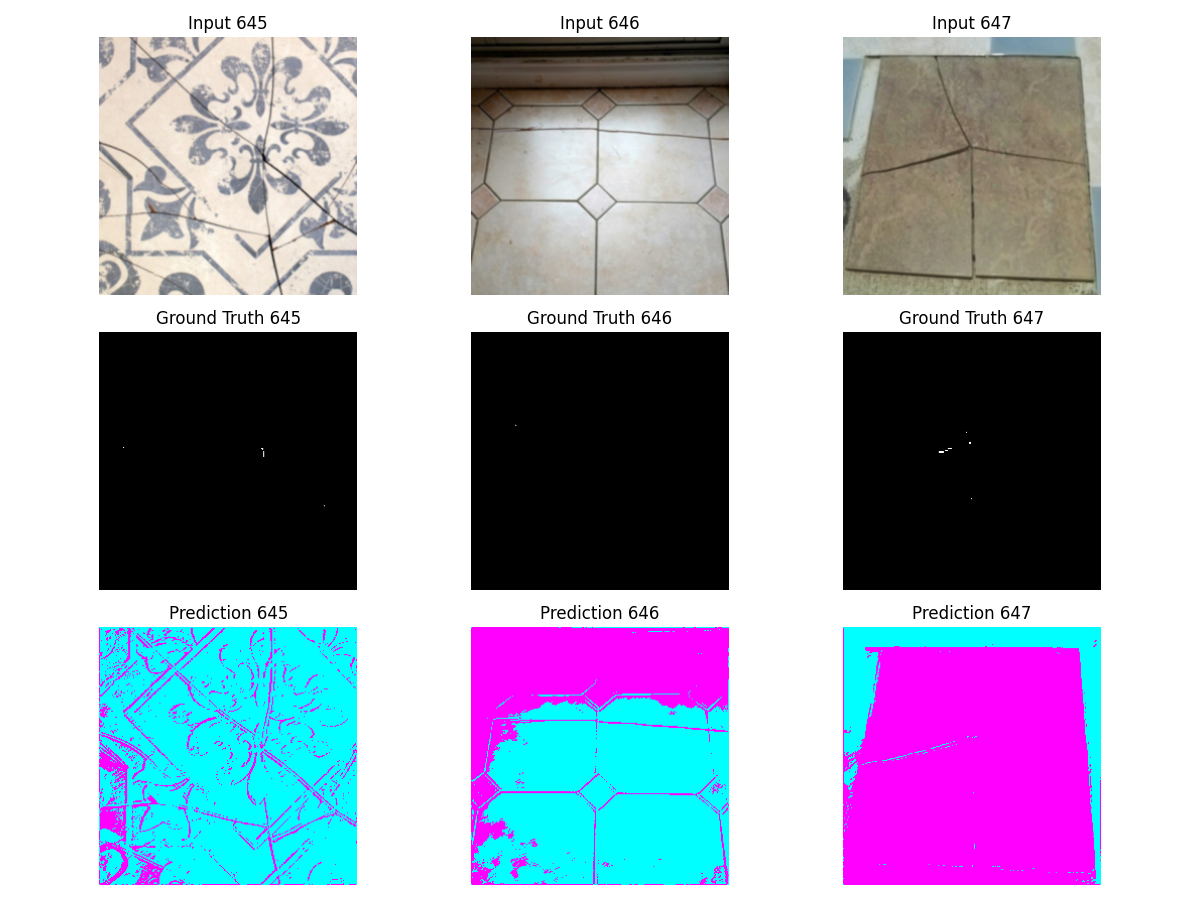 Input 645
Input 646
Input 647
Ground Truth 645
Ground Truth 646
Ground Truth 647
Prediction 645
Prediction 646
Prediction 647